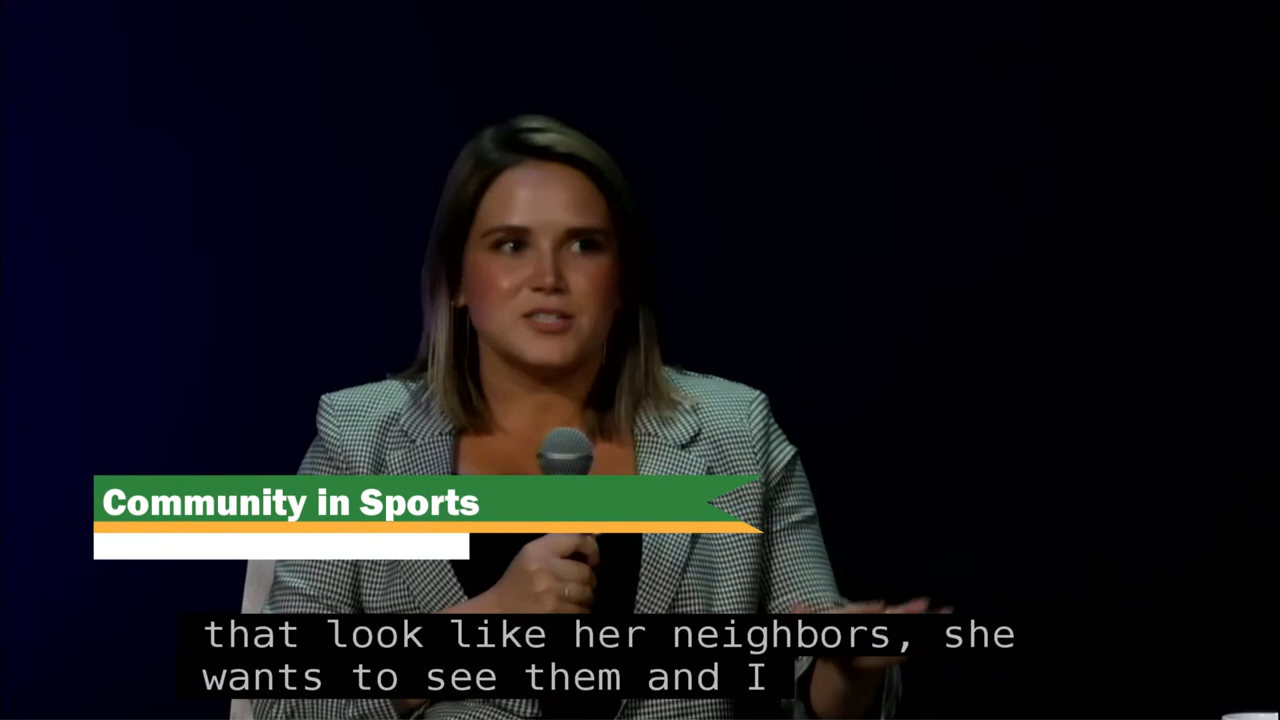 Community in Sports
that look like her neighbors, she
wants to see them and I